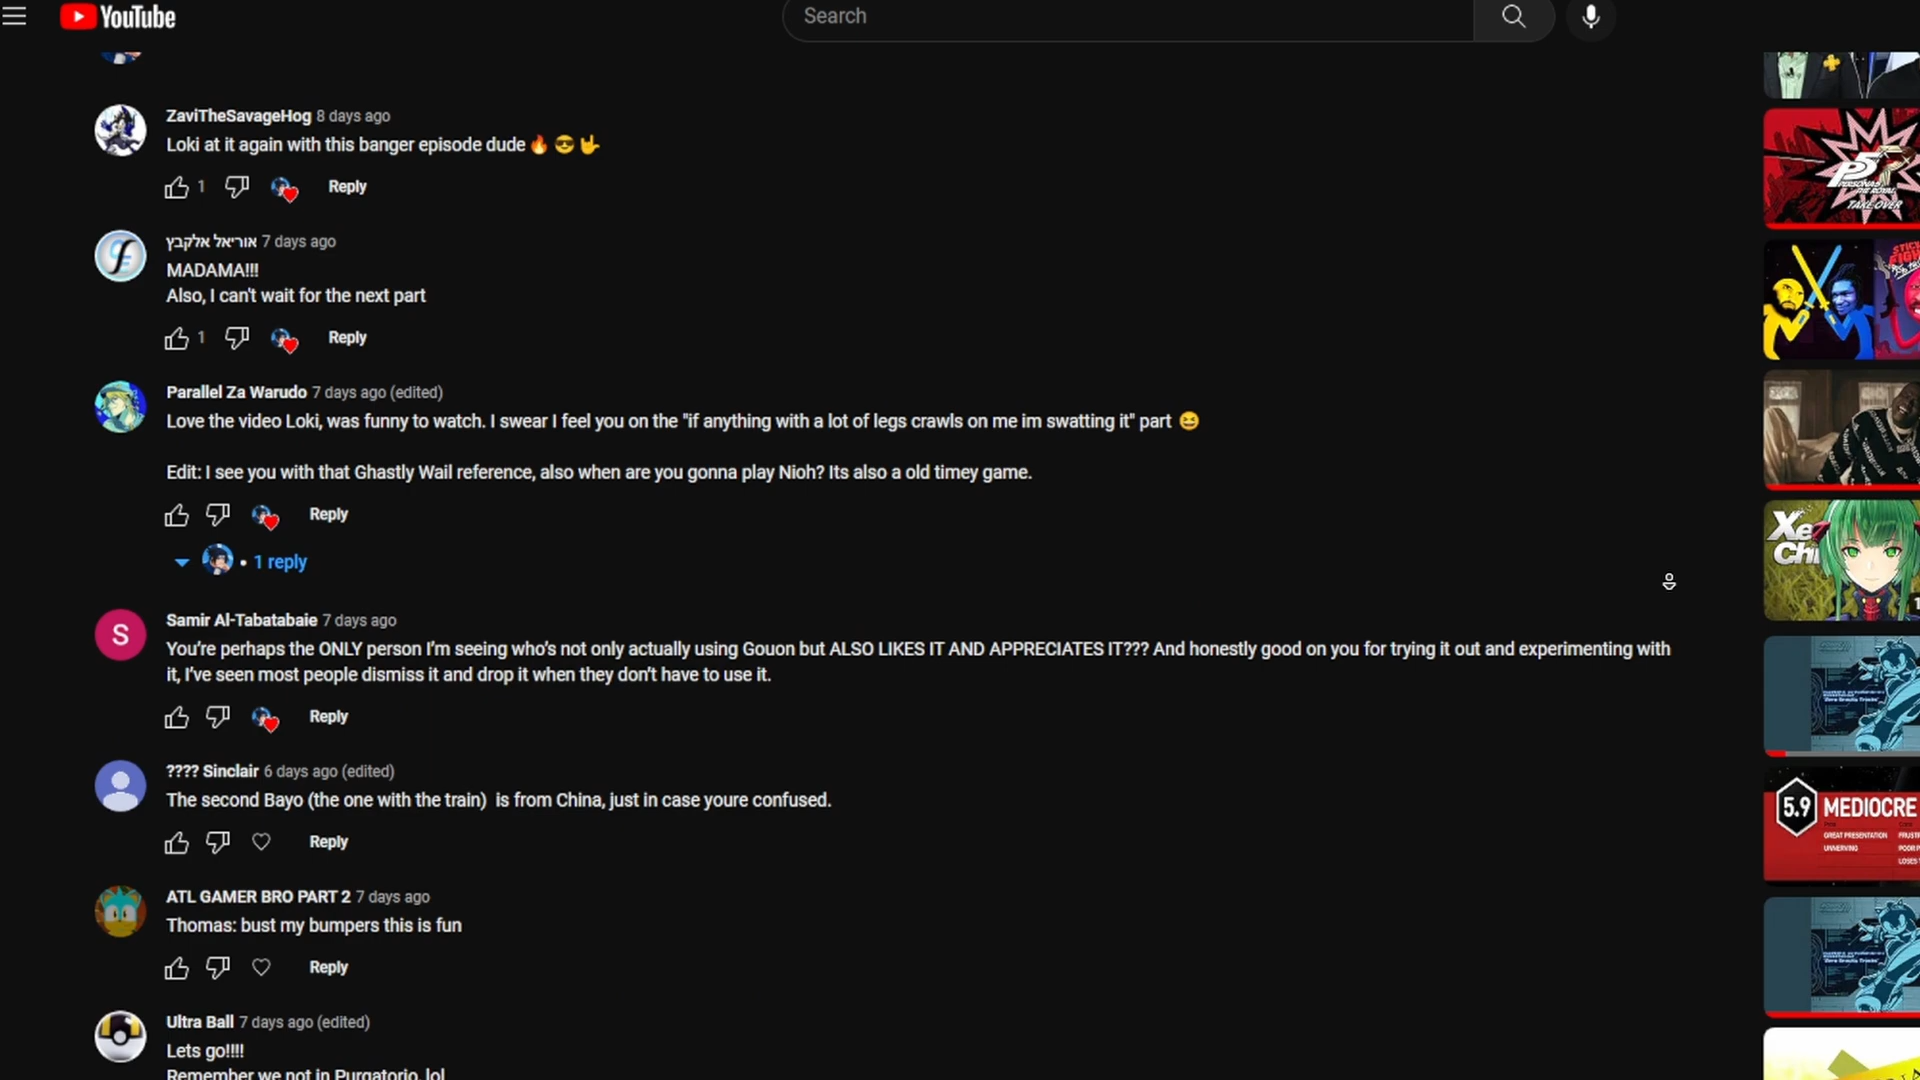 YouTube
Search
ZaviTheSavageHog 8 days ago
Loki at it again with this banger episode dude🔥 😎 🤟
1
Reply
אוריאל אלקבץ 7 days ago
MADAMA!!!
Also, I can't wait for the next part
1
Reply
Parallel Za Warudo 7 days ago (edited)
Love the video Loki, was funny to watch. I swear I feel you on the "if anything with a lot of legs crawls on me im swatting it" part 😆
Edit: I see you with that Ghastly Wail reference, also when are you gonna play Nioh? Its also a old timey game.
Reply
• 1 reply
S
Samir Al-Tabatabaie 7 days ago
You're perhaps the ONLY person I'm seeing who's not only actually using Gouon but ALSO LIKES IT AND APPRECIATES IT??? And honestly good on you for trying it out and experimenting with
it, I've seen most people dismiss it and drop it when they don't have to use it.
Reply
???? Sinclair 6 days ago (edited)
The second Bayo (the one with the train)  is from China, just in case youre confused.
Reply
ATL GAMER BRO PART 2 7 days ago
Thomas: bust my bumpers this is fun
Reply
Ultra Ball 7 days ago (edited)
Lets go!!!!
Remember we not in Purgatorio, lol
P5
TAKE OVER
Xe
Chi
5.9 MEDIOCRE
GREAT PRESENTATION
UNNERVING